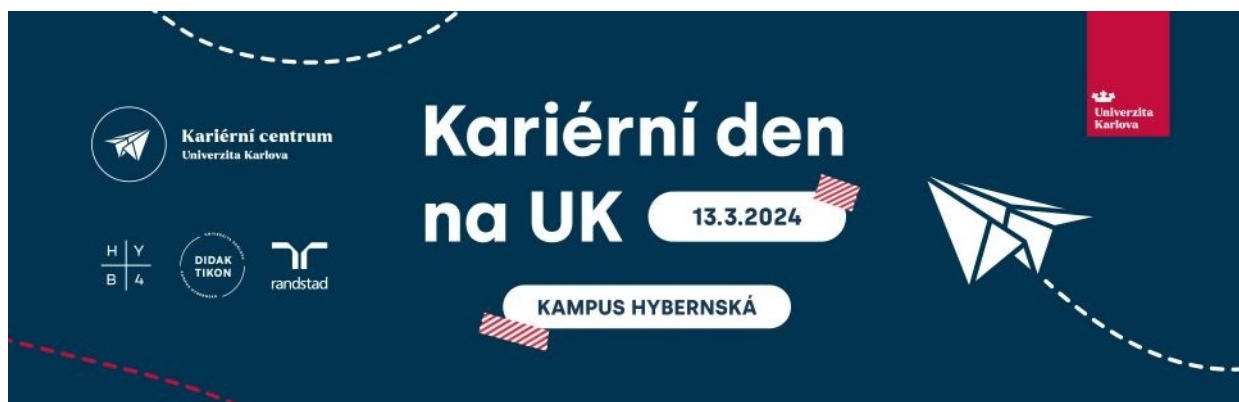 Kariérní centrum
Univerzita Karlova
H Y
B 4
DIDAK
TIKON
randstad
Kariérní den
na UK 13.3.2024
KAMPUS HYBERNSKÁ
Univerzita
Karlova